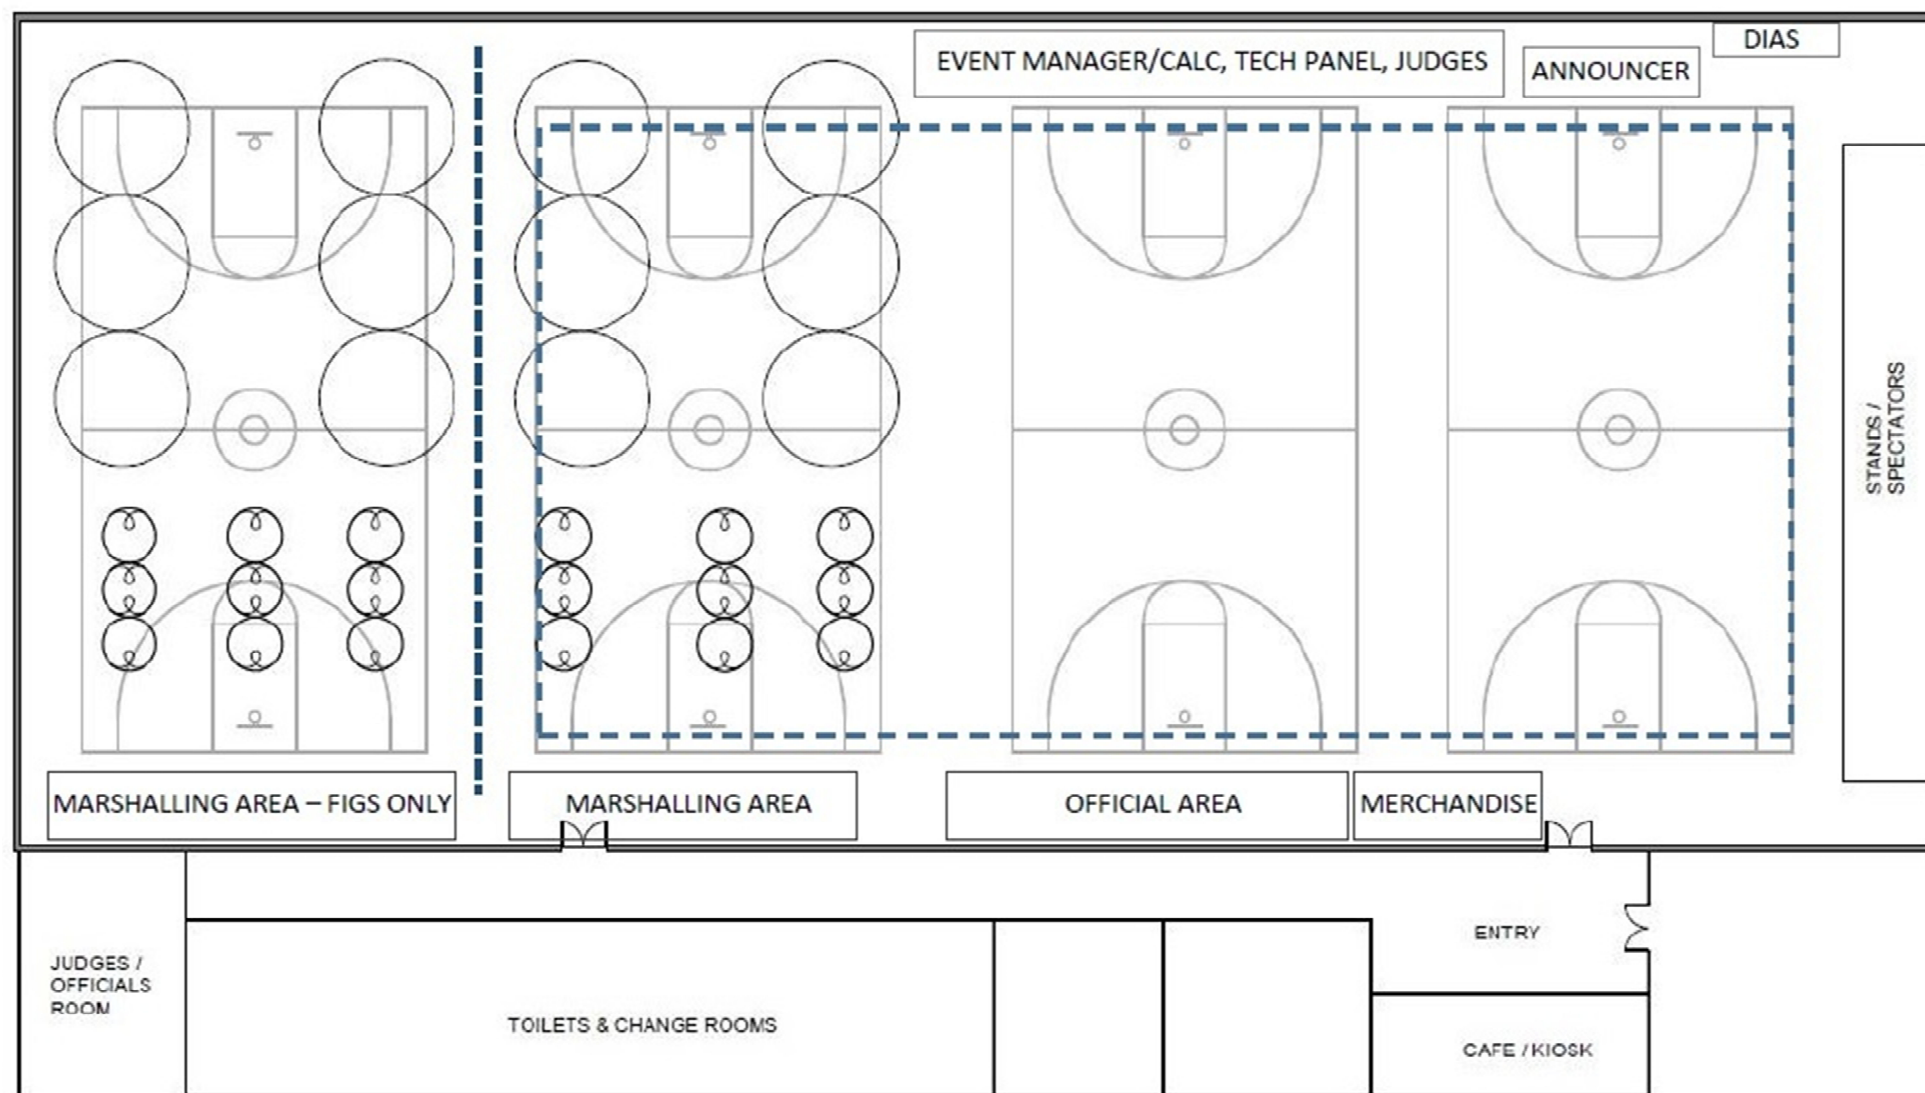 DIAS
EVENT MANAGER/CALC, TECH PANEL, JUDGES
ANNOUNCER
STANDS /
SPECTATORS
MARSHALLING AREA – FIGS ONLY
MARSHALLING AREA
OFFICIAL AREA
MERCHANDISE
ENTRY
JUDGES /
OFFICIALS
ROOM
TOILETS & CHANGE ROOMS
CAFE / KIOSK